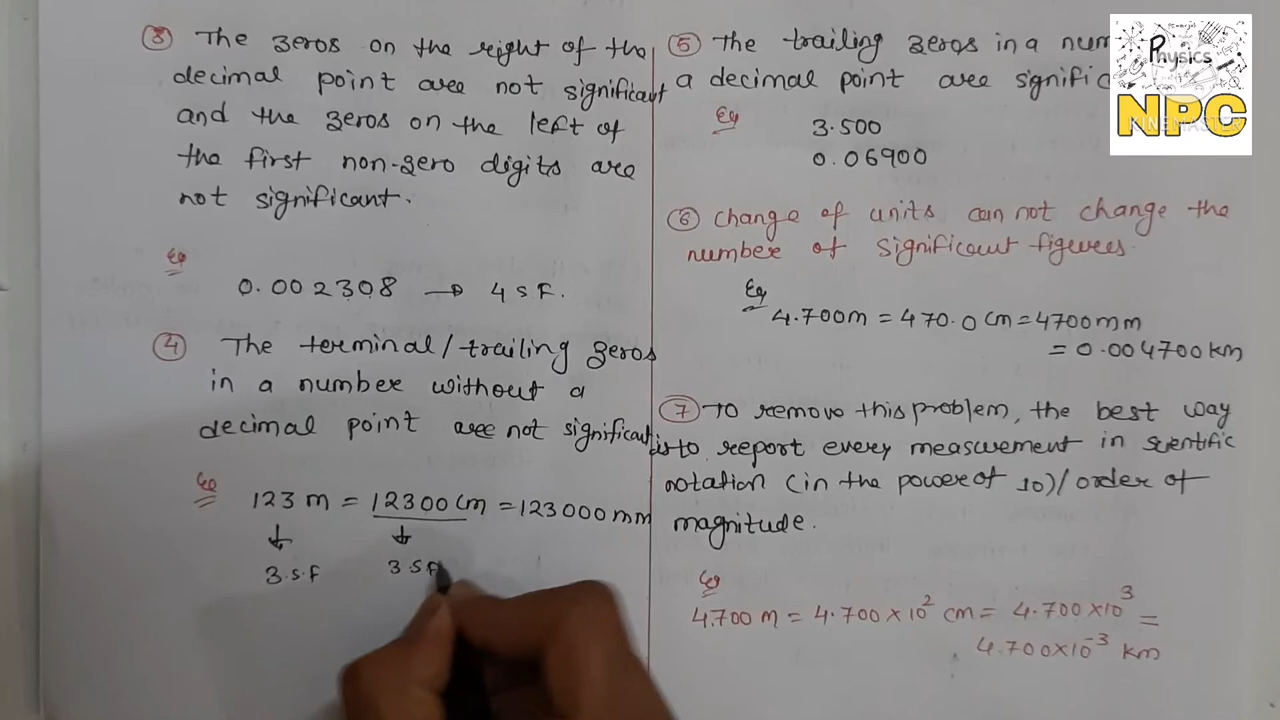 ③ The zeros on the right of the
decimal point are not significant
and the zeros on the left of
the first non-zero digits are
not significant.
Eg
0.002308 → 4 S.F.
④ The terminal/trailing zeros
in a number without a
decimal point are not significant
Eg
123 m = 12300 cm = 123000 mm
3.S.F 3.SF
⑤ The trailing zeros in a num
a decimal point are signific
Eg
3.500
0.06900
⑥ Change of units can not change the
number of significant figures.
Eg
4.700m = 470.0 cm = 4700 mm
= 0.004700 km
⑦ To remove this problem, the best way
is to report every measurement in scientific
notation (in the power of 10)/order of
magnitude.
Eg
4.700 m = 4.700 × 10² cm = 4.700 × 10³ =
4.700×10⁻³ km
Physics
NPC
KINEMASTER